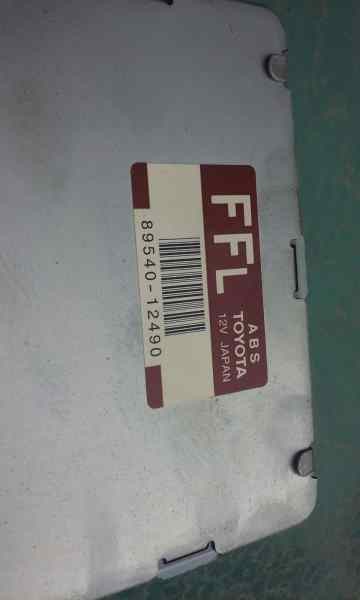 FFL
ABS
TOYOTA
12V JAPAN
89540-12490